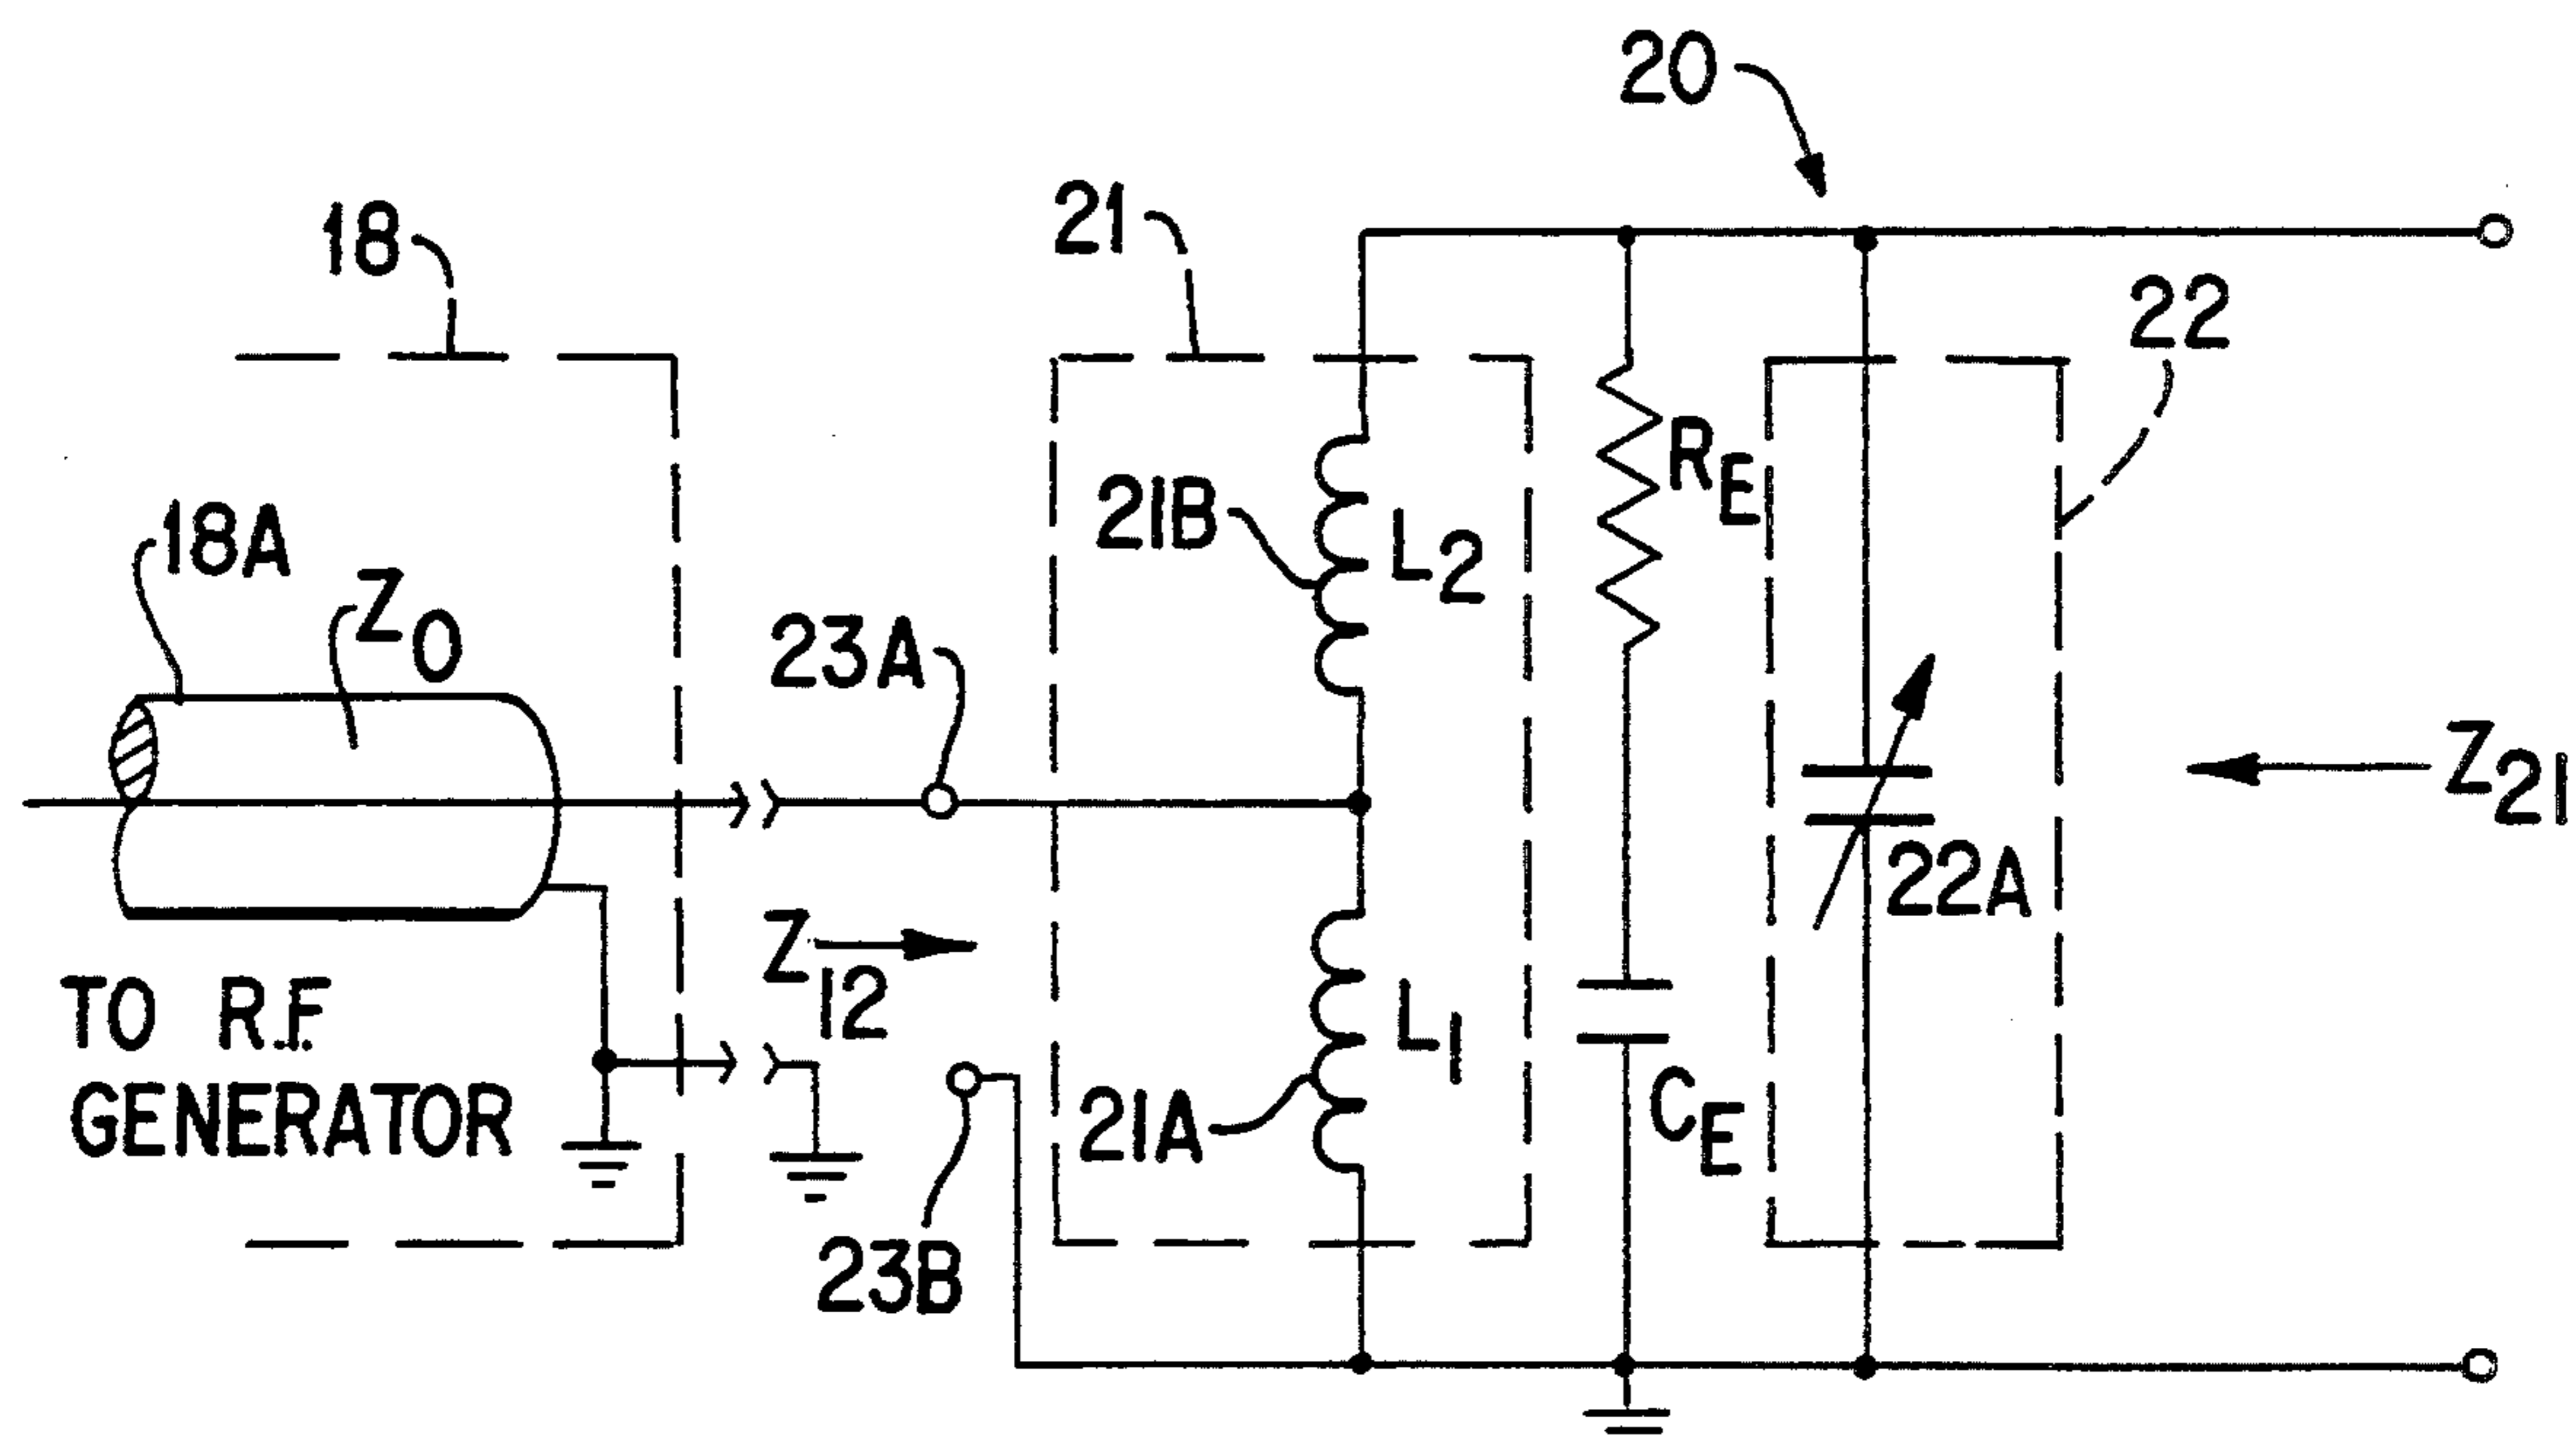 20
18
21
22
18A
Z0
21B
L2
RE
23A
Z21
22A
Z12
L1
TO R.F.
GENERATOR
21A
CE
23B